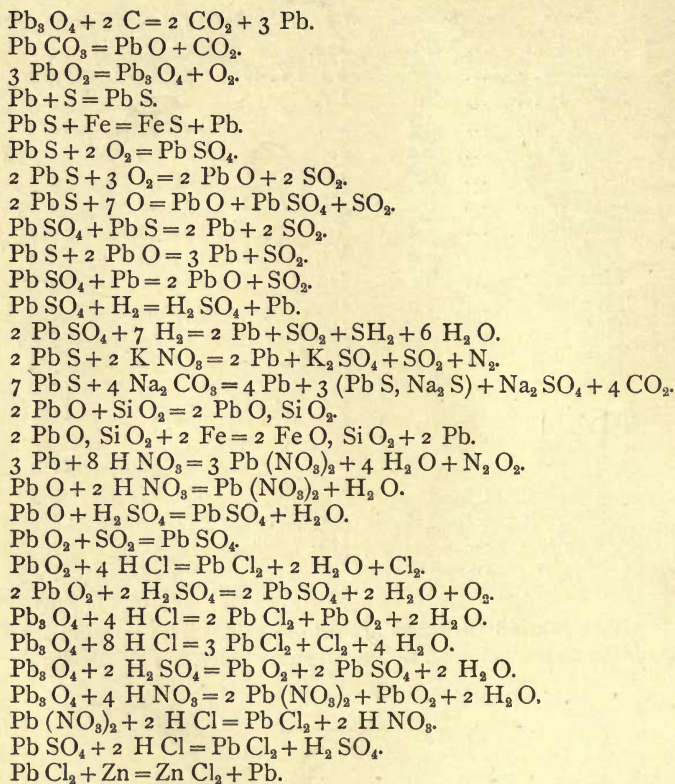 Pb₃ O₄ + 2 C = 2 CO₂ + 3 Pb.
Pb CO₃ = Pb O + CO₂.
3 Pb O₂ = Pb₃ O₄ + O₂.
Pb + S = Pb S.
Pb S + Fe = Fe S + Pb.
Pb S + 2 O₂ = Pb SO₄.
2 Pb S + 3 O₂ = 2 Pb O + 2 SO₂.
2 Pb S + 7 O = Pb O + Pb SO₄ + SO₂.
Pb SO₄ + Pb S = 2 Pb + 2 SO₂.
Pb S + 2 Pb O = 3 Pb + SO₂.
Pb SO₄ + Pb = 2 Pb O + SO₂.
Pb SO₄ + H₂ = H₂ SO₄ + Pb.
2 Pb SO₄ + 7 H₂ = 2 Pb + SO₂ + SH₂ + 6 H₂ O.
2 Pb S + 2 K NO₃ = 2 Pb + K₂ SO₄ + SO₂ + N₂.
7 Pb S + 4 Na₂ CO₃ = 4 Pb + 3 (Pb S, Na₂ S) + Na₂ SO₄ + 4 CO₂.
2 Pb O + Si O₂ = 2 Pb O, Si O₂.
2 Pb O, Si O₂ + 2 Fe = 2 Fe O, Si O₂ + 2 Pb.
3 Pb + 8 H NO₃ = 3 Pb (NO₃)₂ + 4 H₂ O + N₂ O₂.
Pb O + 2 H NO₃ = Pb (NO₃)₂ + H₂ O.
Pb O + H₂ SO₄ = Pb SO₄ + H₂ O.
Pb O₂ + SO₂ = Pb SO₄.
Pb O₂ + 4 H Cl = Pb Cl₂ + 2 H₂ O + Cl₂.
2 Pb O₂ + 2 H₂ SO₄ = 2 Pb SO₄ + 2 H₂ O + O₂.
Pb₃ O₄ + 4 H Cl = 2 Pb Cl₂ + Pb O₂ + 2 H₂ O.
Pb₃ O₄ + 8 H Cl = 3 Pb Cl₂ + Cl₂ + 4 H₂ O.
Pb₃ O₄ + 2 H₂ SO₄ = Pb O₂ + 2 Pb SO₄ + 2 H₂ O.
Pb₃ O₄ + 4 H NO₃ = 2 Pb (NO₃)₂ + Pb O₂ + 2 H₂ O.
Pb (NO₃)₂ + 2 H Cl = Pb Cl₂ + 2 H NO₃.
Pb SO₄ + 2 H Cl = Pb Cl₂ + H₂ SO₄.
Pb Cl₂ + Zn = Zn Cl₂ + Pb.